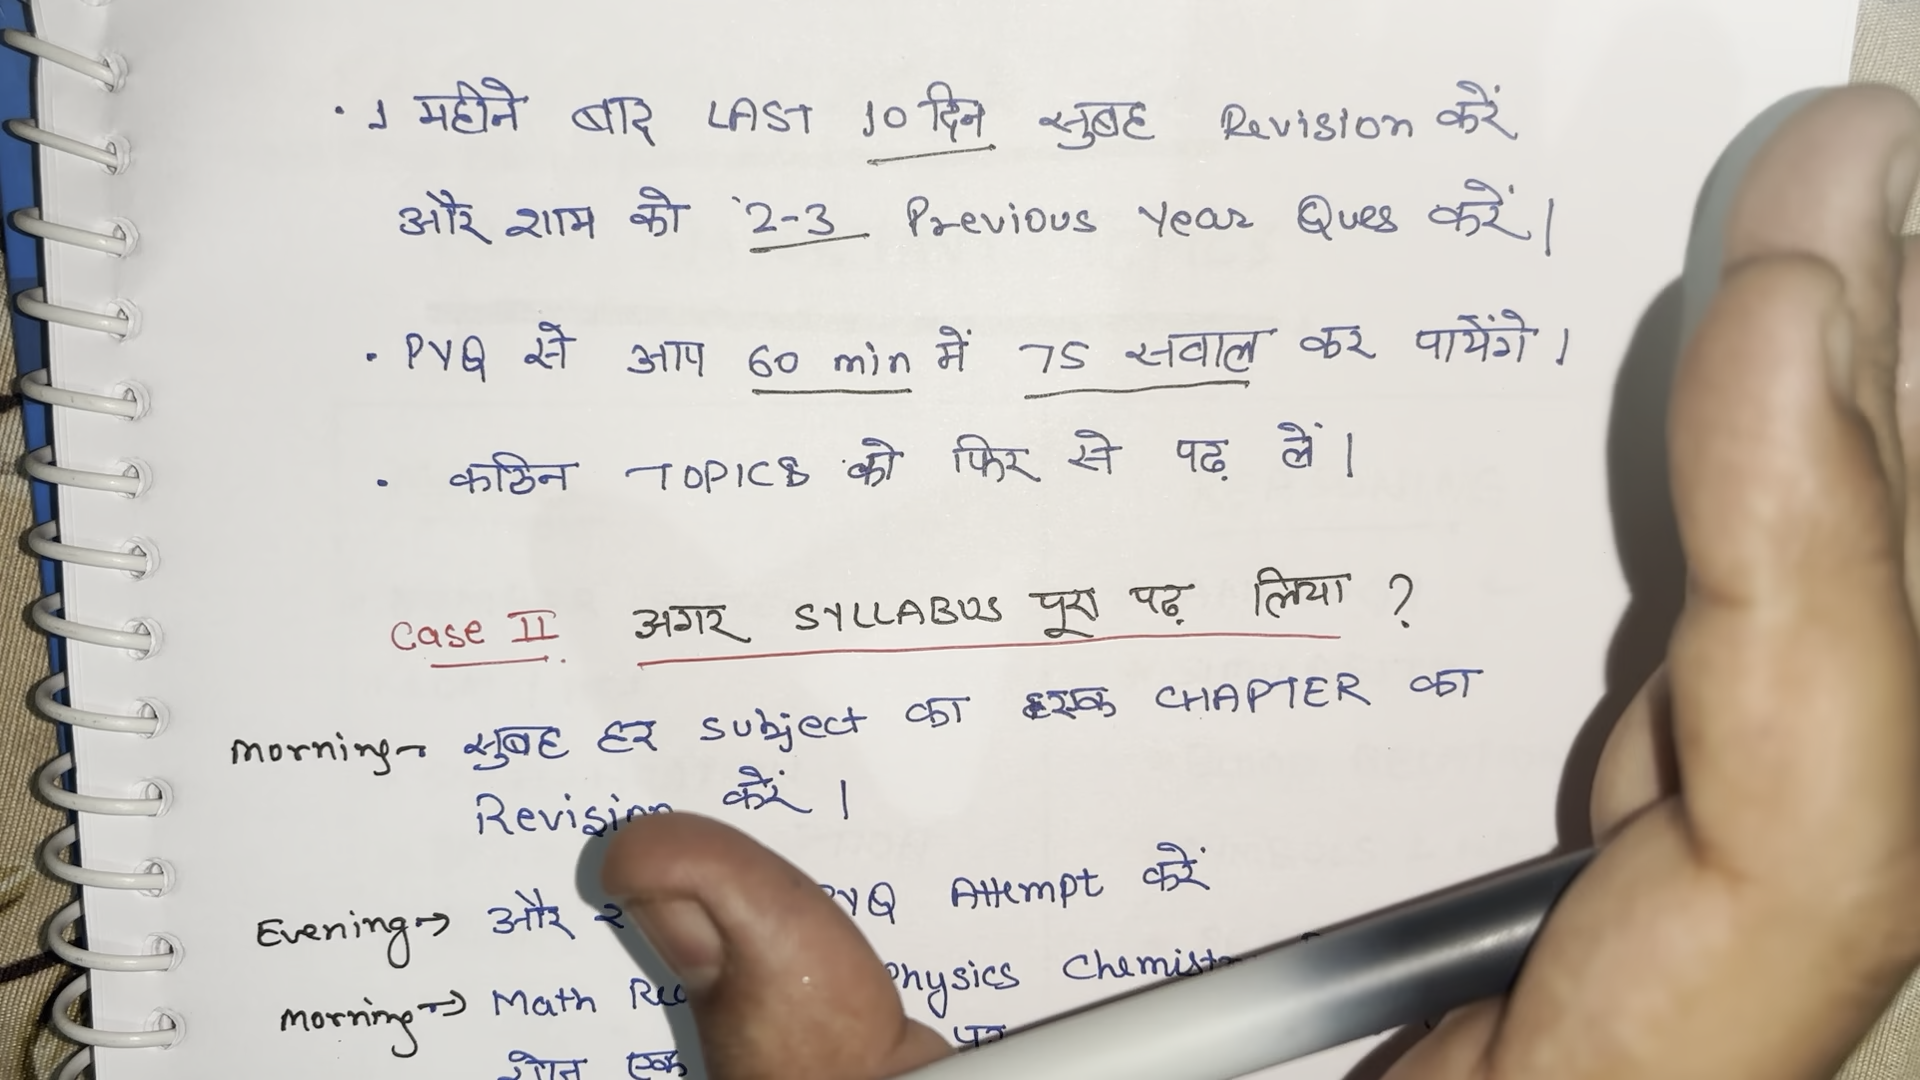 • 1 महीने बाद LAST 10 दिन सुबह Revision करें
और शाम को 2-3 Previous Year Ques करें।
• PYQ से आप 60 min में 75 सवाल कर पायेंगे।
• कठिन TOPICS को फिर से पढ़ लें।
Case II अगर SYLLABUS पूरा पढ़ लिया ?
morning→ सुबह हर subject का CHAPTER का
Revision करें।
Evening→ और PYQ Attempt करें
morning→ Math Physics Chemistry
एक